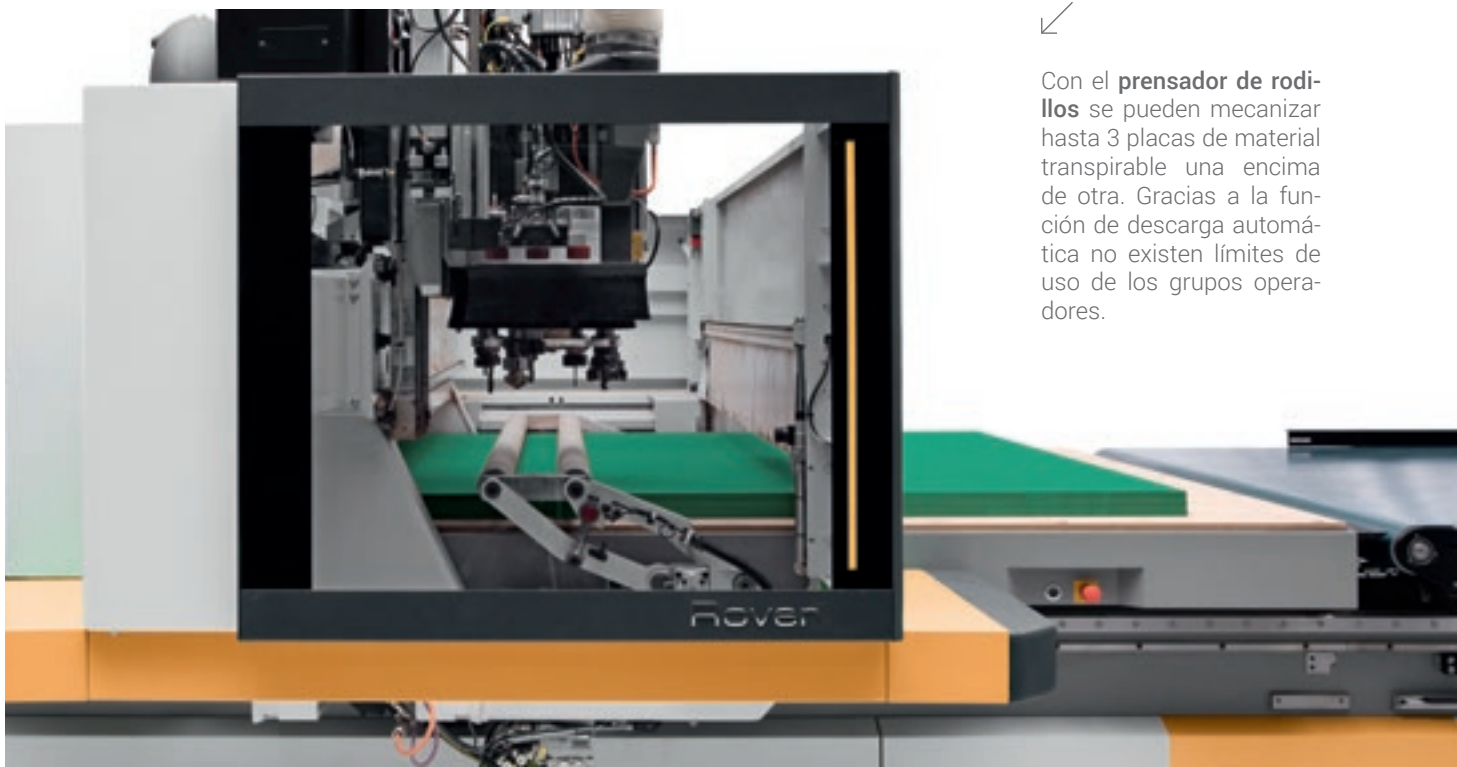 Con el prensador de rodi-
llos se pueden mecanizar
hasta 3 placas de material
transpirable una encima
de otra. Gracias a la fun-
ción de descarga automá-
tica no existen límites de
uso de los grupos opera-
dores.
Rover